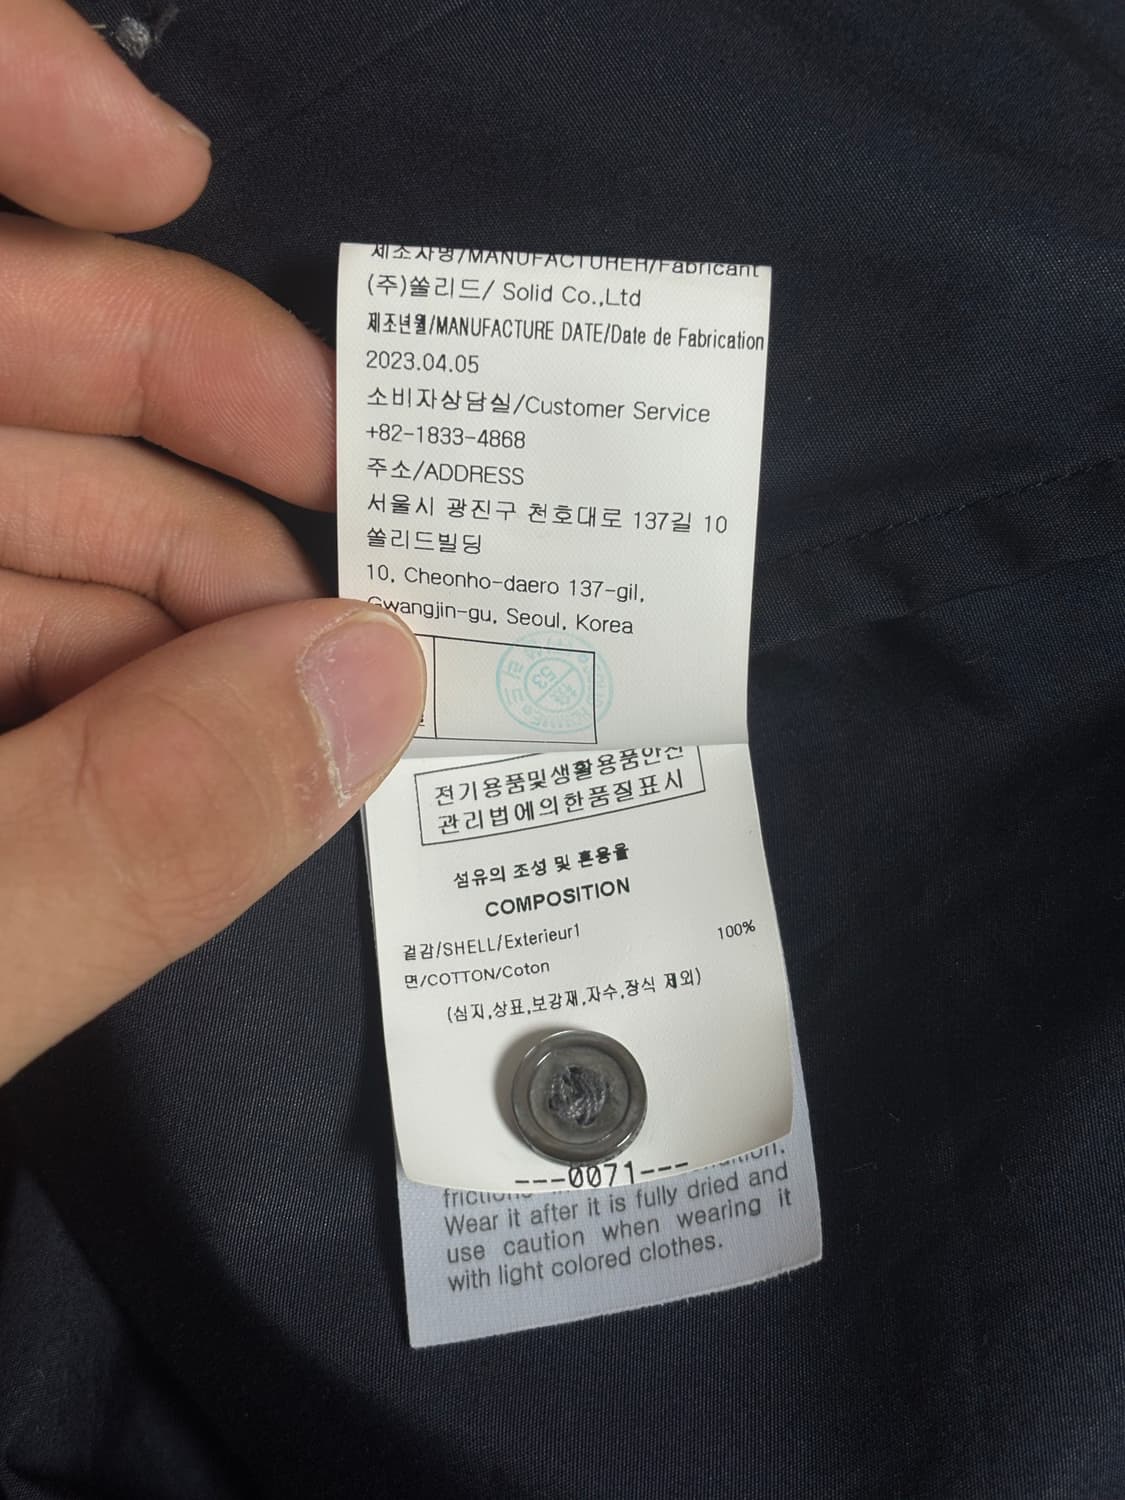 제조자명/MANUFACTURER/Fabricant
(주)쏠리드/ Solid Co.,Ltd
제조년월/MANUFACTURE DATE/Date de Fabrication
2023.04.05
소비자상담실/Customer Service
+82-1833-4868
주소/ADDRESS
서울시 광진구 천호대로 137길 10
쏠리드빌딩
10, Cheonho-daero 137-gil,
Gwangjin-gu, Seoul, Korea
53
전기용품및생활용품안전
관리법에의한품질표시
섬유의 조성 및 혼용율
COMPOSITION
겉감/SHELL/Exterieur1
면/COTTON/Coton 100%
(심지,상표,보강재,자수,장식 제외)
---0071---
Wear it after it is fully dried and
use caution when wearing it
with light colored clothes.